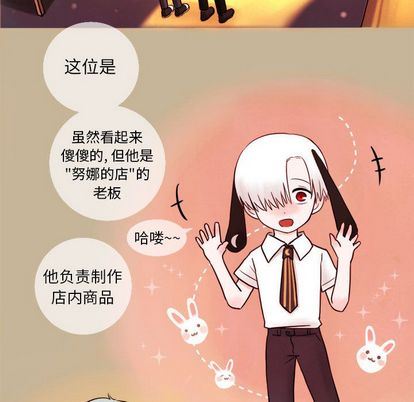 这位是
虽然看起来
傻傻的, 但他是
"努娜的店"的
老板
哈喽~~
他负责制作
店内商品